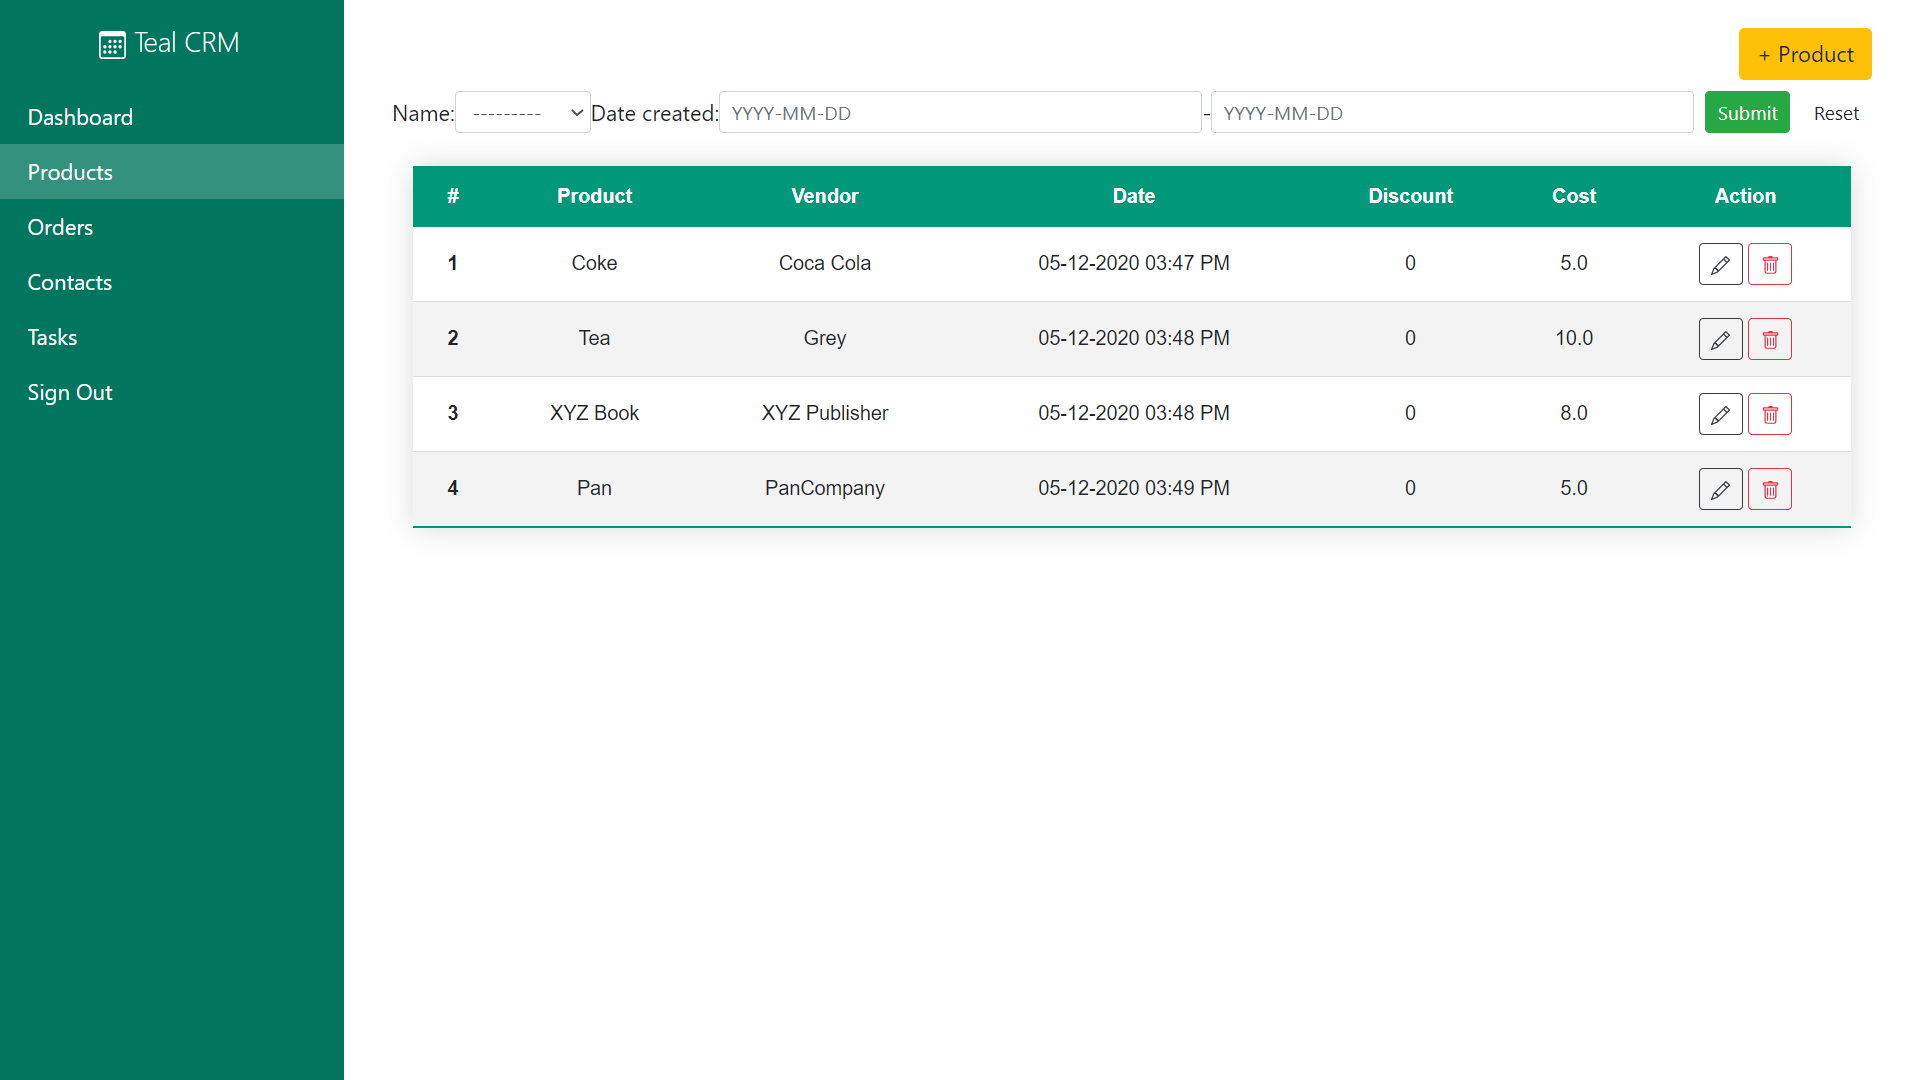 Teal CRM
Dashboard
Products
Orders
Contacts
Tasks
Sign Out
+ Product
Name: --------- Date created: YYYY-MM-DD - YYYY-MM-DD Submit Reset
# Product Vendor Date Discount Cost Action
1 Coke Coca Cola 05-12-2020 03:47 PM 0 5.0
2 Tea Grey 05-12-2020 03:48 PM 0 10.0
3 XYZ Book XYZ Publisher 05-12-2020 03:48 PM 0 8.0
4 Pan PanCompany 05-12-2020 03:49 PM 0 5.0